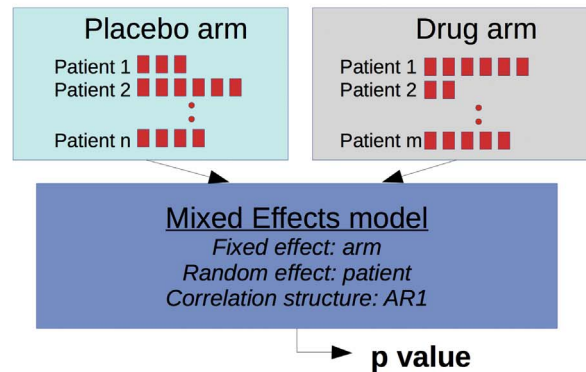 Placebo arm
Patient 1
Patient 2
Patient n
Drug arm
Patient 1
Patient 2
Patient m
Mixed Effects model
Fixed effect: arm
Random effect: patient
Correlation structure: AR1
p value